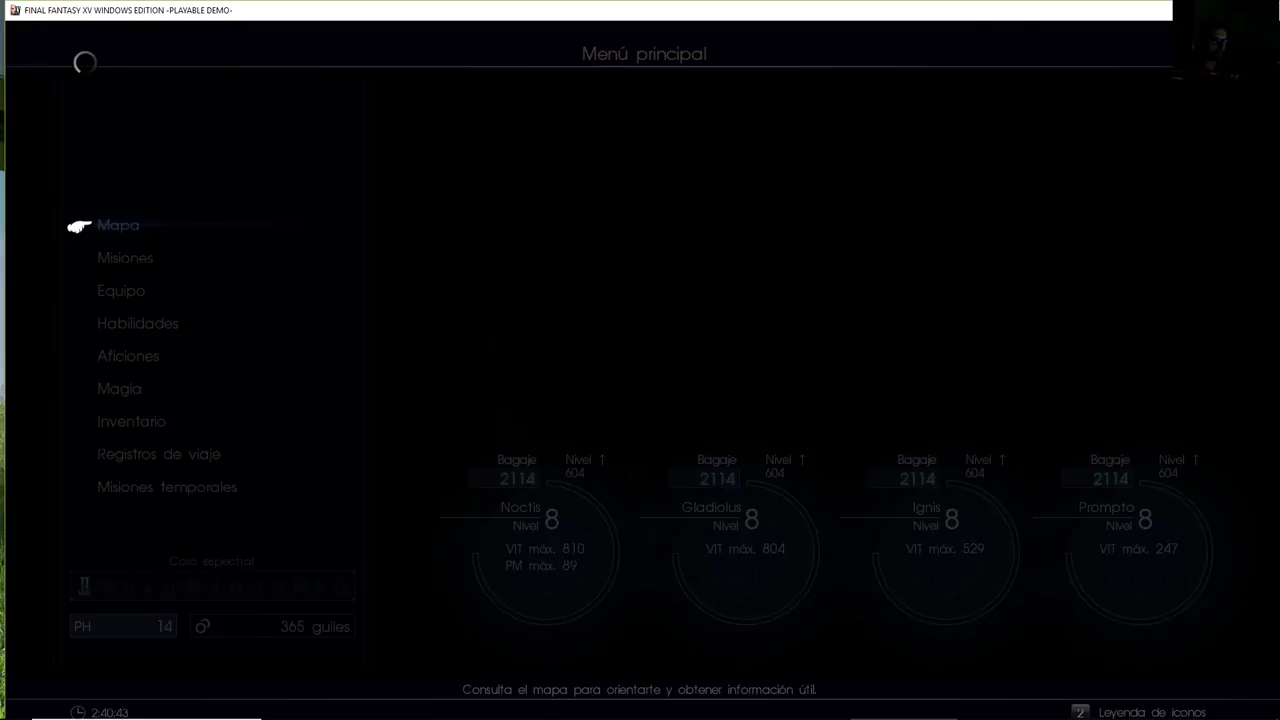 FINAL FANTASY XV WINDOWS EDITION -PLAYABLE DEMO-
Menú principal
Mapa
Misiones
Equipo
Habilidades
Aficiones
Magia
Inventario
Registros de viaje
Misiones temporales
Coro espectral
PH 14
365 guiles
Bagaje Nivel ↑
2114 604
Noctis
Nivel 8
VIT máx. 810
PM máx. 89
Bagaje Nivel ↑
2114 604
Gladiolus
Nivel 8
VIT máx. 804
Bagaje Nivel ↑
2114 604
Ignis
Nivel 8
VIT máx. 529
Bagaje Nivel ↑
2114 604
Prompto
Nivel 8
VIT máx. 247
Consulta el mapa para orientarte y obtener información útil.
2:40:43
2 Leyenda de iconos